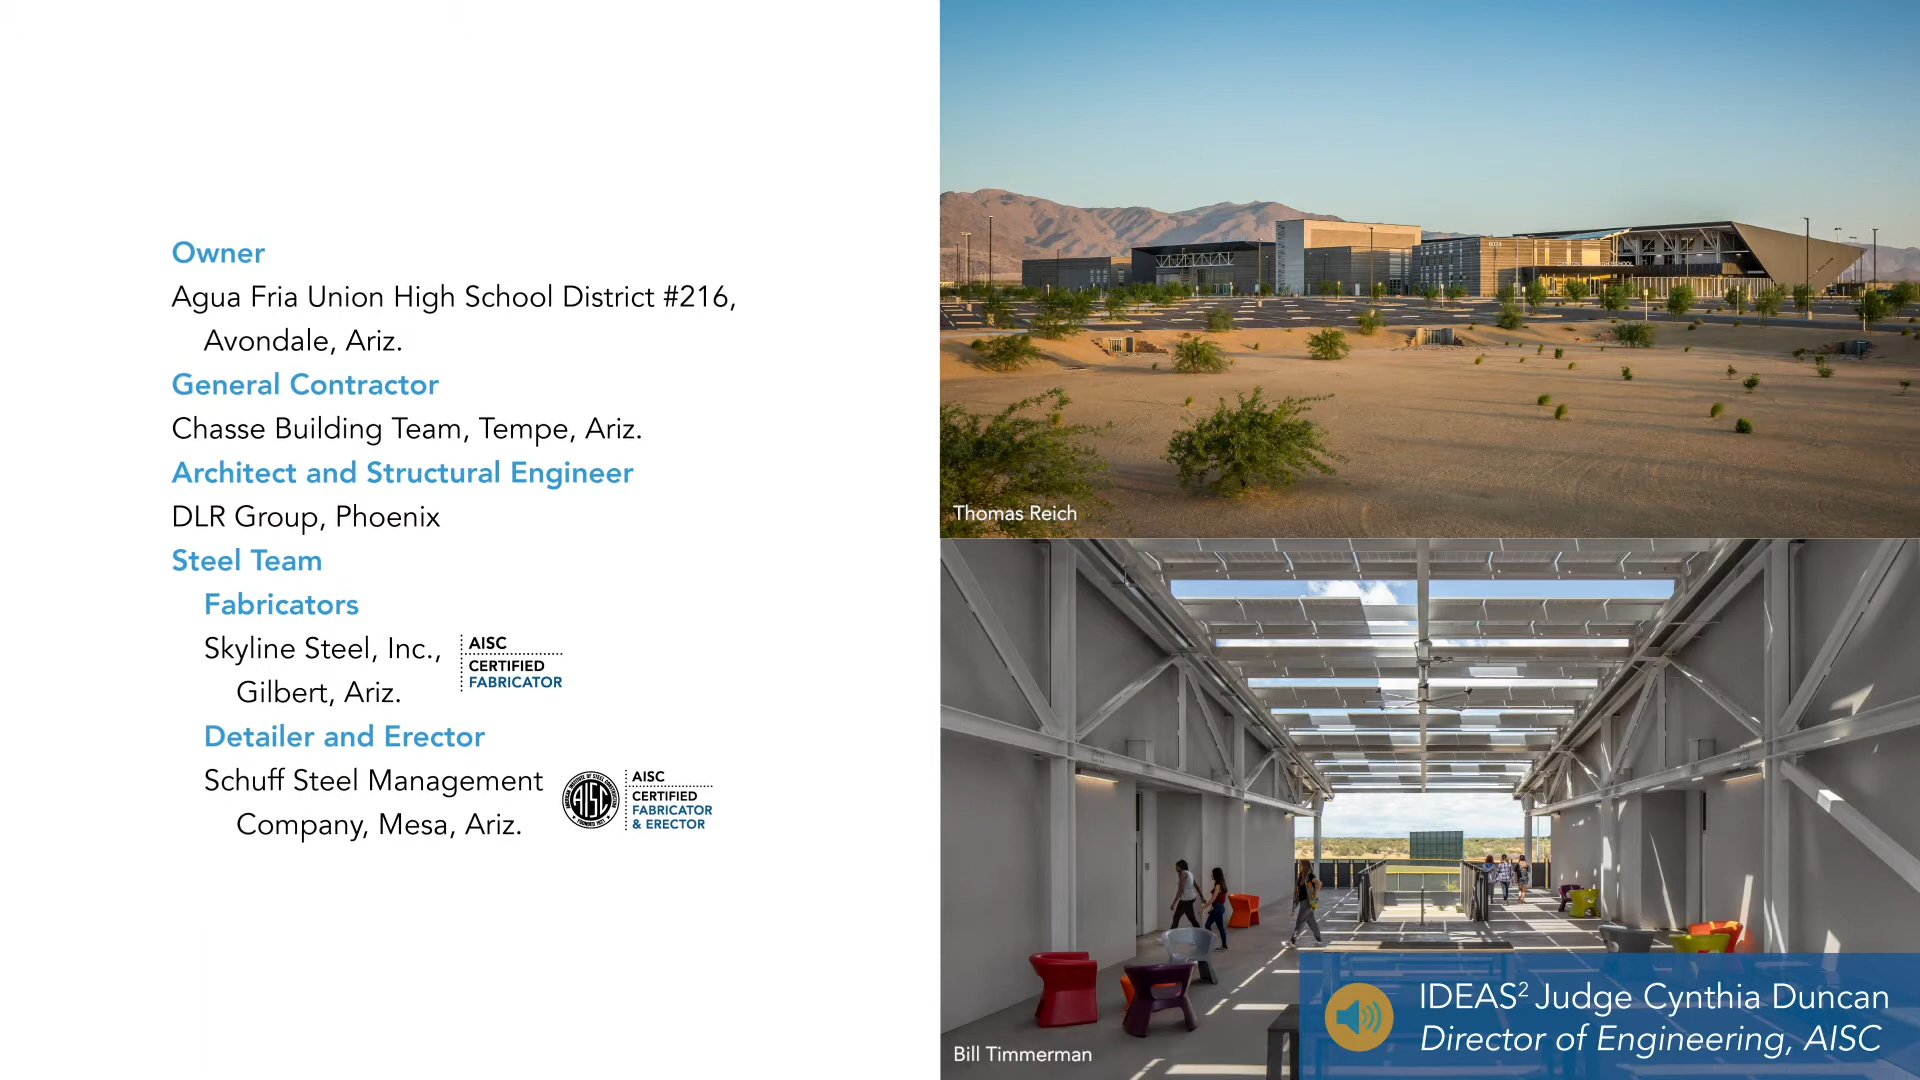 Owner
Agua Fria Union High School District #216,
Avondale, Ariz.
General Contractor
Chasse Building Team, Tempe, Ariz.
Architect and Structural Engineer
DLR Group, Phoenix
Steel Team
Fabricators
Skyline Steel, Inc.,
Gilbert, Ariz.
AISC
CERTIFIED
FABRICATOR
Detailer and Erector
Schuff Steel Management
Company, Mesa, Ariz.
AISC
AISC
CERTIFIED
FABRICATOR
& ERECTOR
Thomas Reich
Bill Timmerman
IDEAS² Judge Cynthia Duncan
Director of Engineering, AISC